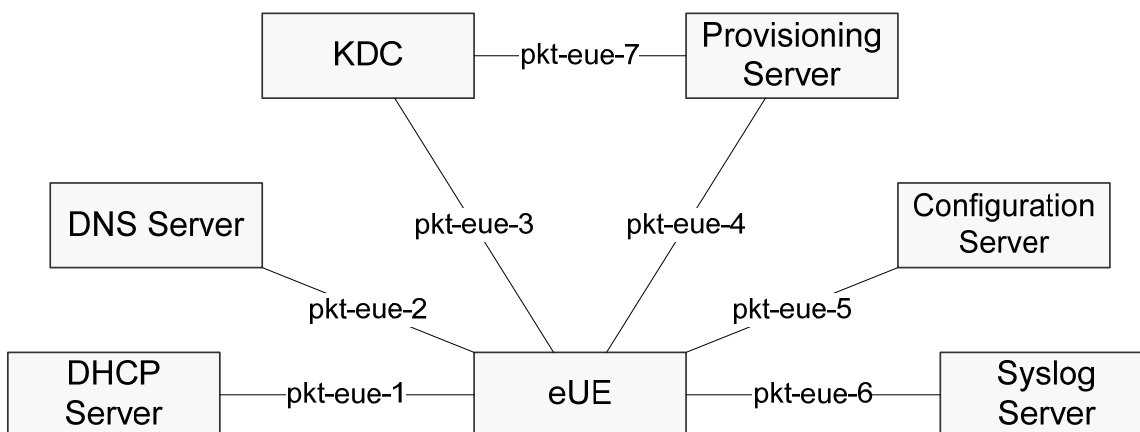 KDC
pkt-eue-7
Provisioning
Server
DNS Server
pkt-eue-3
pkt-eue-4
Configuration
Server
pkt-eue-2
pkt-eue-5
DHCP
Server
pkt-eue-1
eUE
pkt-eue-6
Syslog
Server